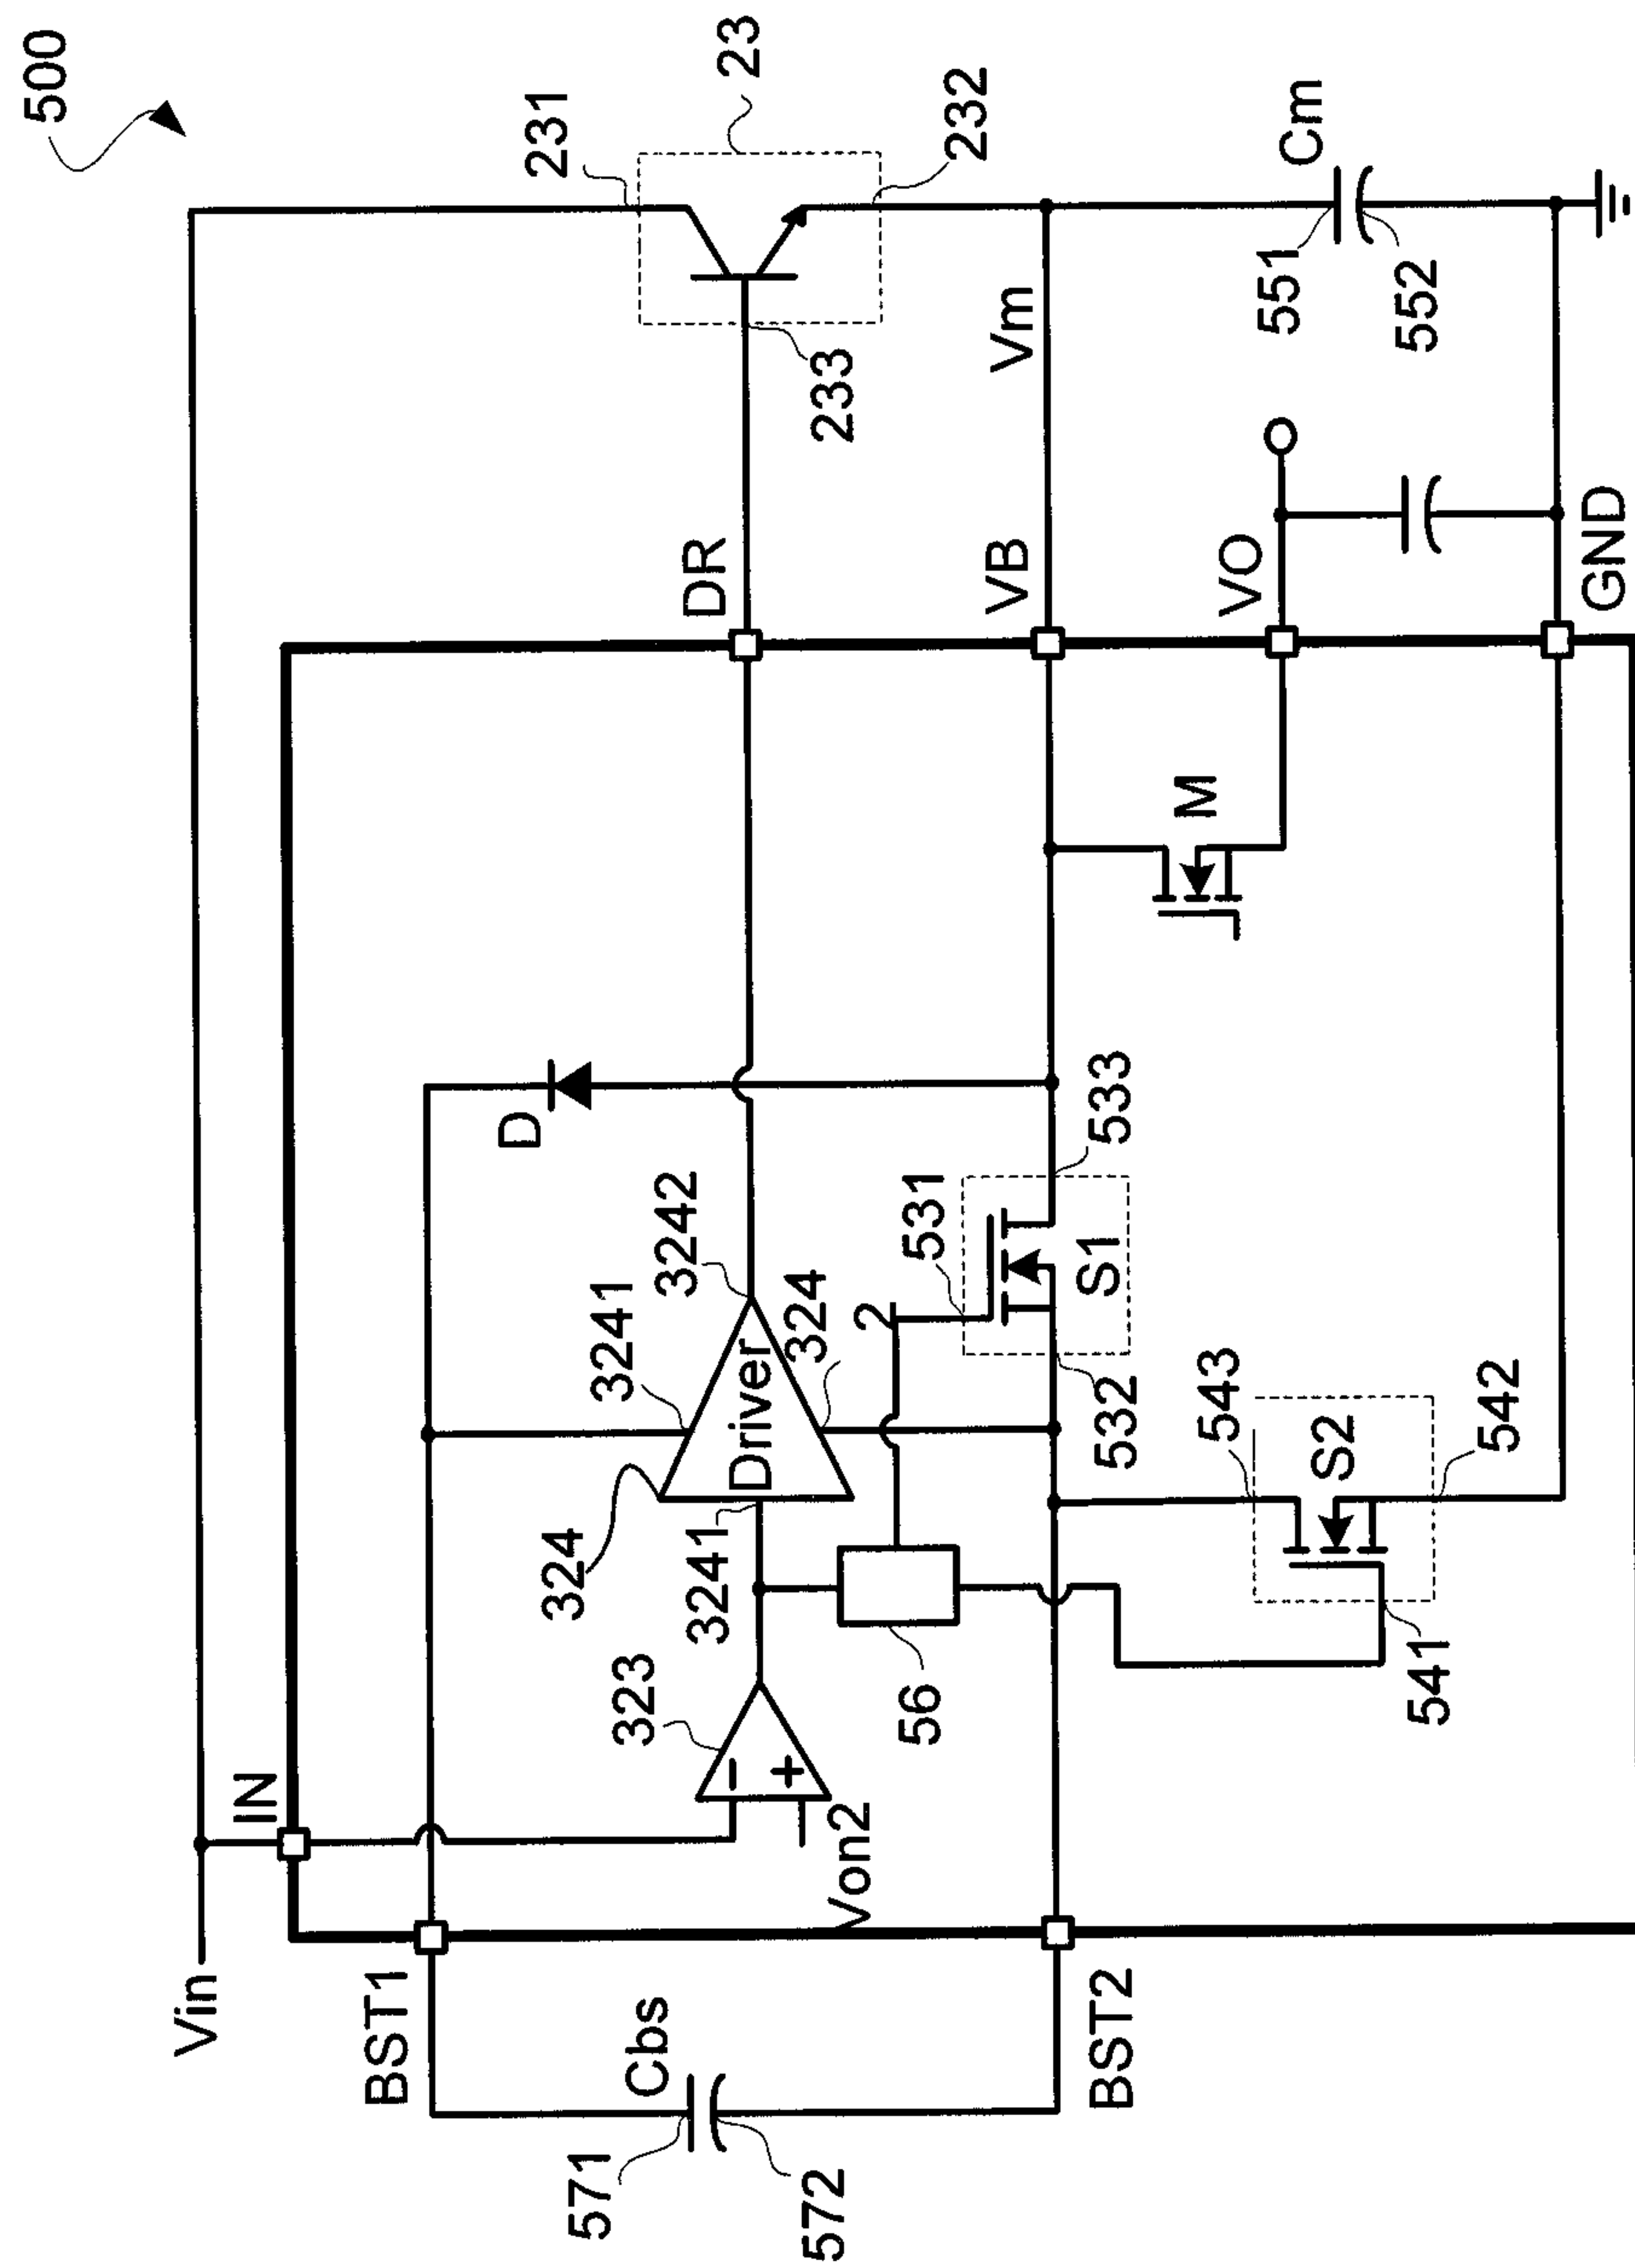 500
Vin
IN
BST1
BST2
Cbs
571
572
Von2
323
324
3241
3241
3242
Driver
324
2
56
D
531
532
533
S1
541
542
543
S2
M
DR
VB
VO
GND
Vm
23
231
232
233
Cm
551
552